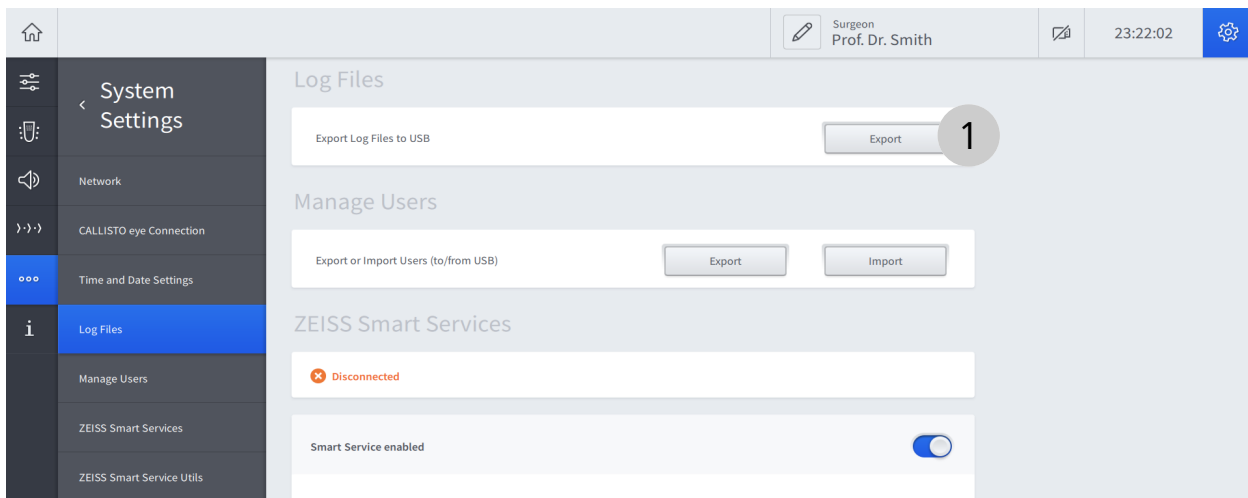 Surgeon
Prof. Dr. Smith
23:22:02
System
Settings
Network
CALLISTO eye Connection
Time and Date Settings
Log Files
Manage Users
ZEISS Smart Services
ZEISS Smart Service Utils
Log Files
Export Log Files to USB
Export
1
Manage Users
Export or Import Users (to/from USB)
Export
Import
ZEISS Smart Services
Disconnected
Smart Service enabled